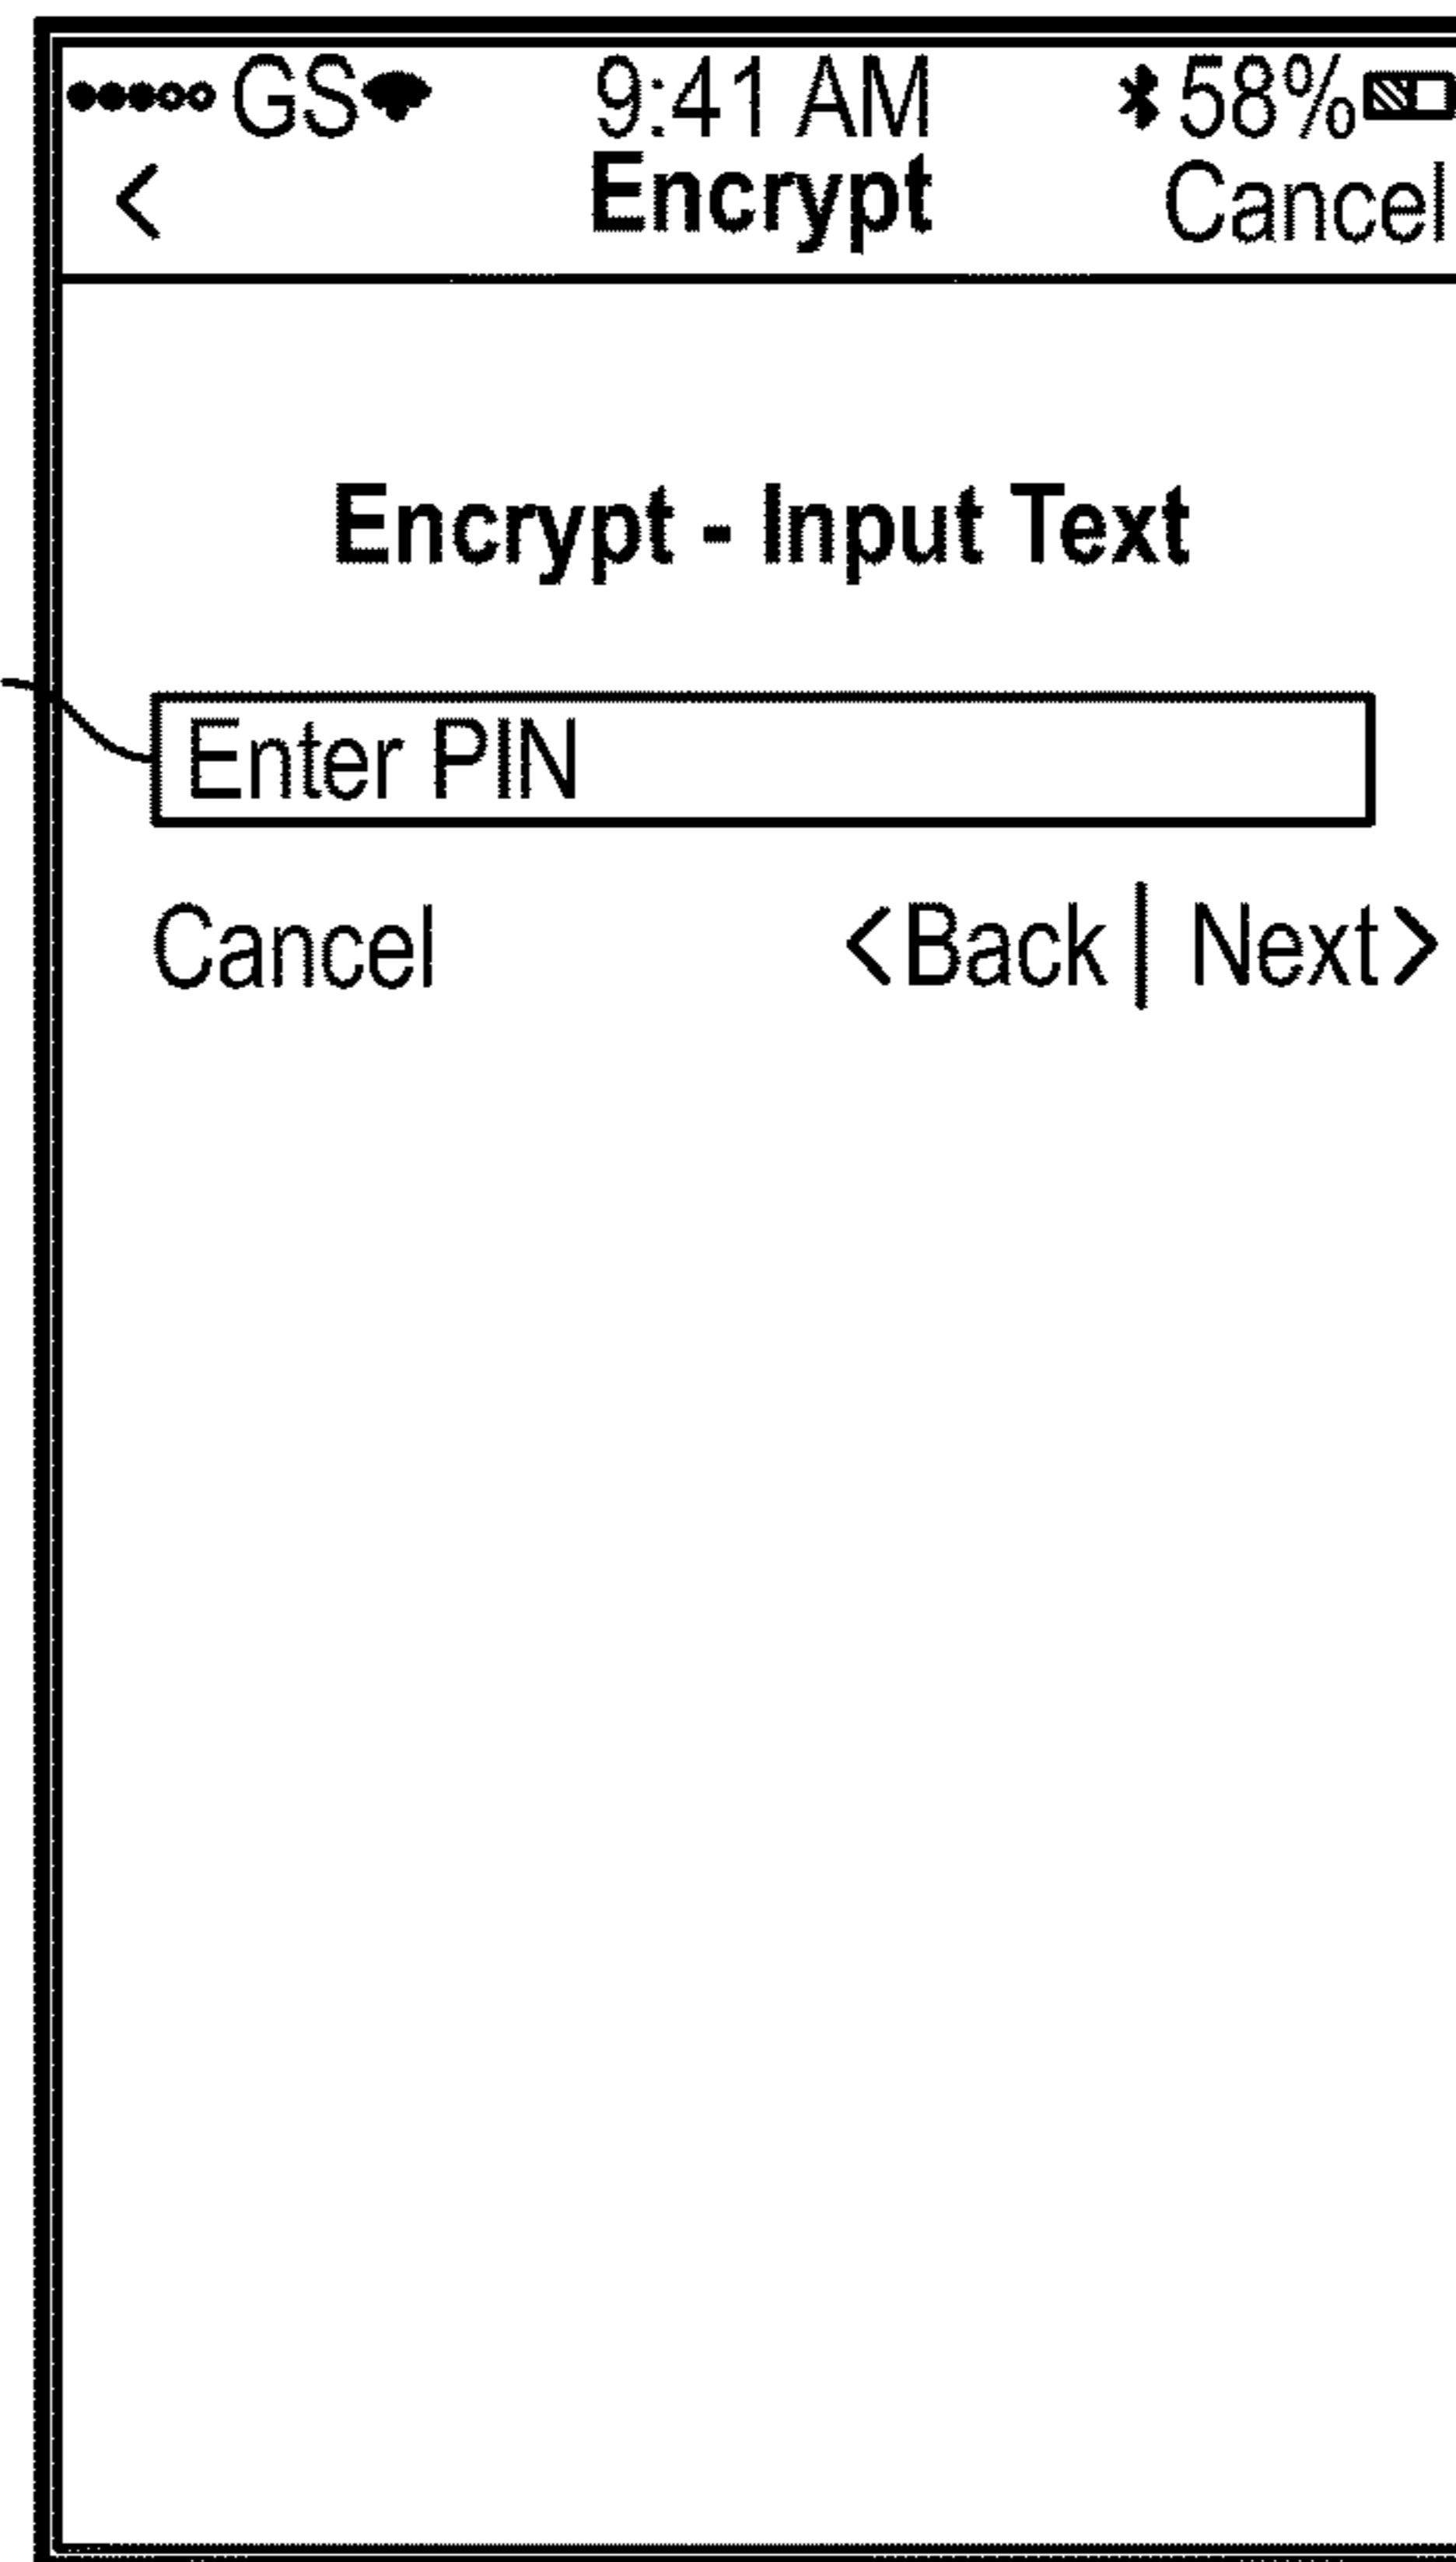 GS 9:41 AM 58%
< Encrypt Cancel
Encrypt - Input Text
Enter PIN
Cancel <Back | Next>